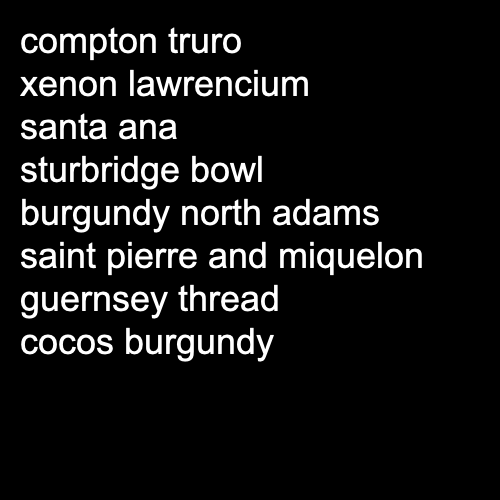 compton truro
xenon lawrencium
santa ana
sturbridge bowl
burgundy north adams
saint pierre and miquelon
guernsey thread
cocos burgundy